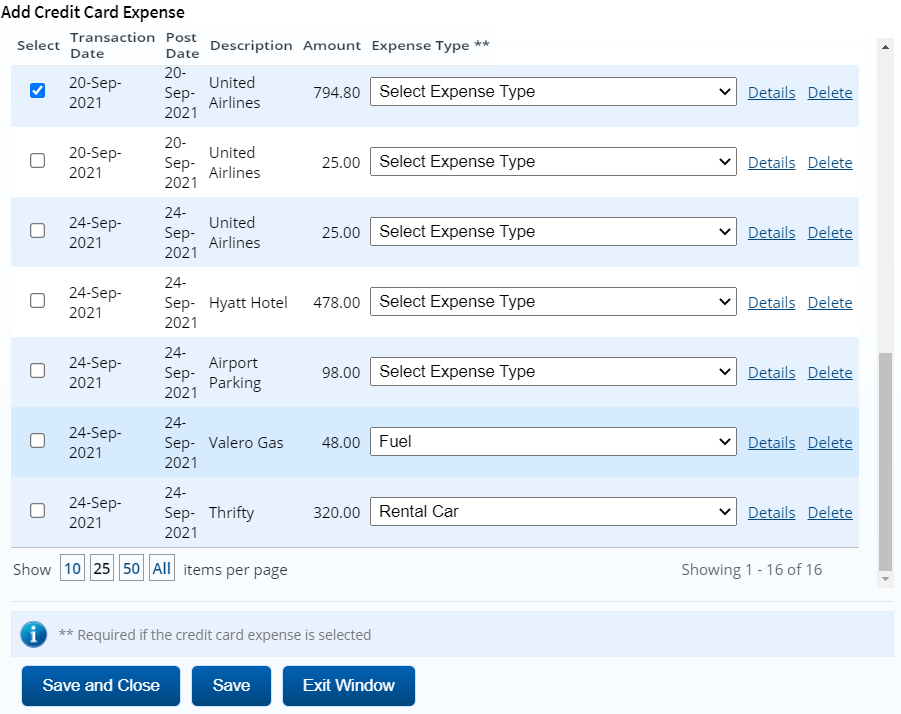 Add Credit Card Expense
Select Transaction Date Post Date Description Amount Expense Type **
20-Sep-2021 20-Sep-2021 United Airlines 794.80 Select Expense Type Details Delete
20-Sep-2021 20-Sep-2021 United Airlines 25.00 Select Expense Type Details Delete
24-Sep-2021 24-Sep-2021 United Airlines 25.00 Select Expense Type Details Delete
24-Sep-2021 24-Sep-2021 Hyatt Hotel 478.00 Select Expense Type Details Delete
24-Sep-2021 24-Sep-2021 Airport Parking 98.00 Select Expense Type Details Delete
24-Sep-2021 24-Sep-2021 Valero Gas 48.00 Fuel Details Delete
24-Sep-2021 24-Sep-2021 Thrifty 320.00 Rental Car Details Delete
Show 10 25 50 All items per page Showing 1 - 16 of 16
** Required if the credit card expense is selected
Save and Close Save Exit Window